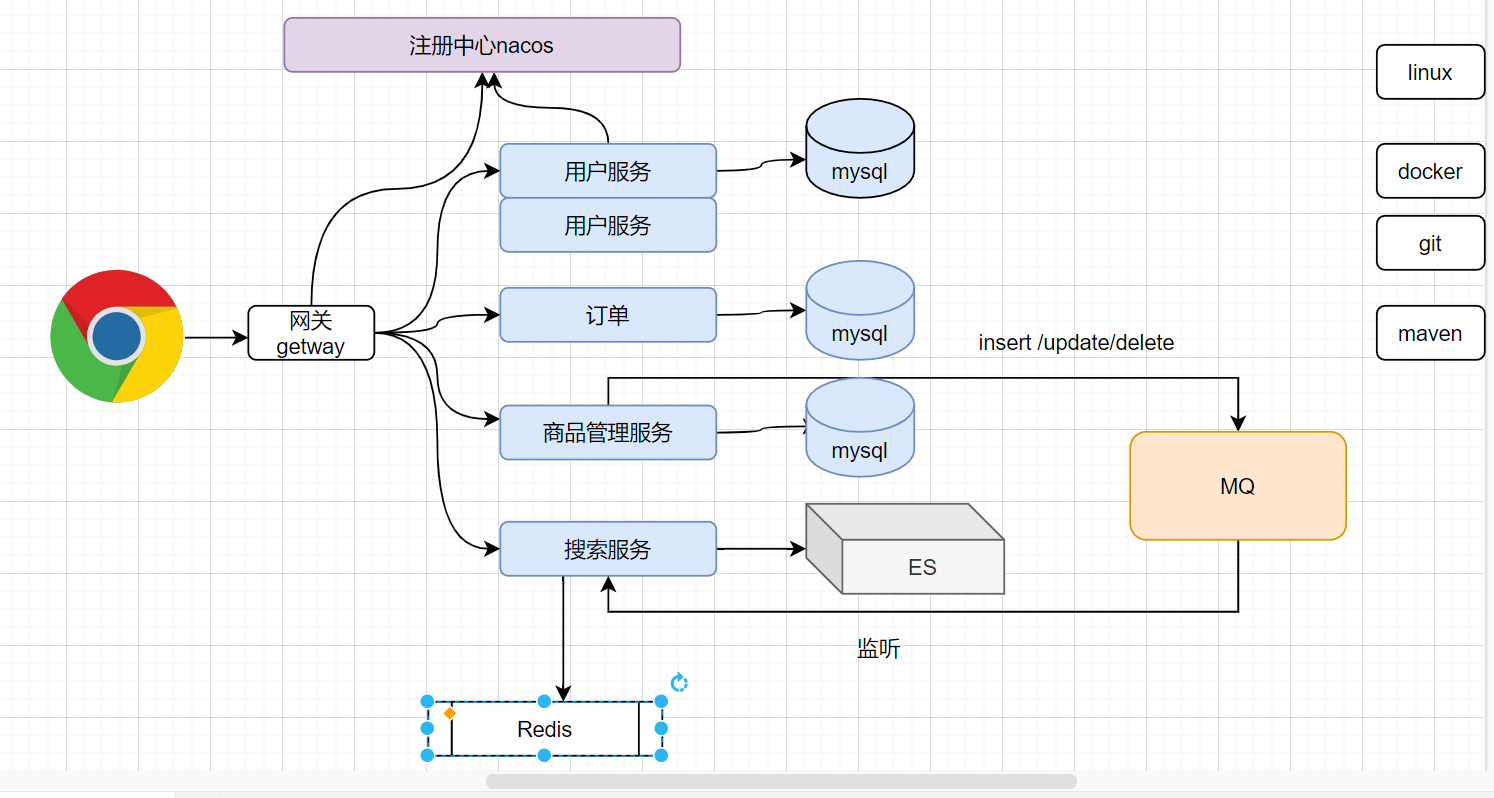 注册中心nacos
linux
用户服务
mysql
docker
用户服务
git
网关
getway
订单
mysql
insert /update/delete
maven
商品管理服务
mysql
MQ
搜索服务
ES
监听
Redis